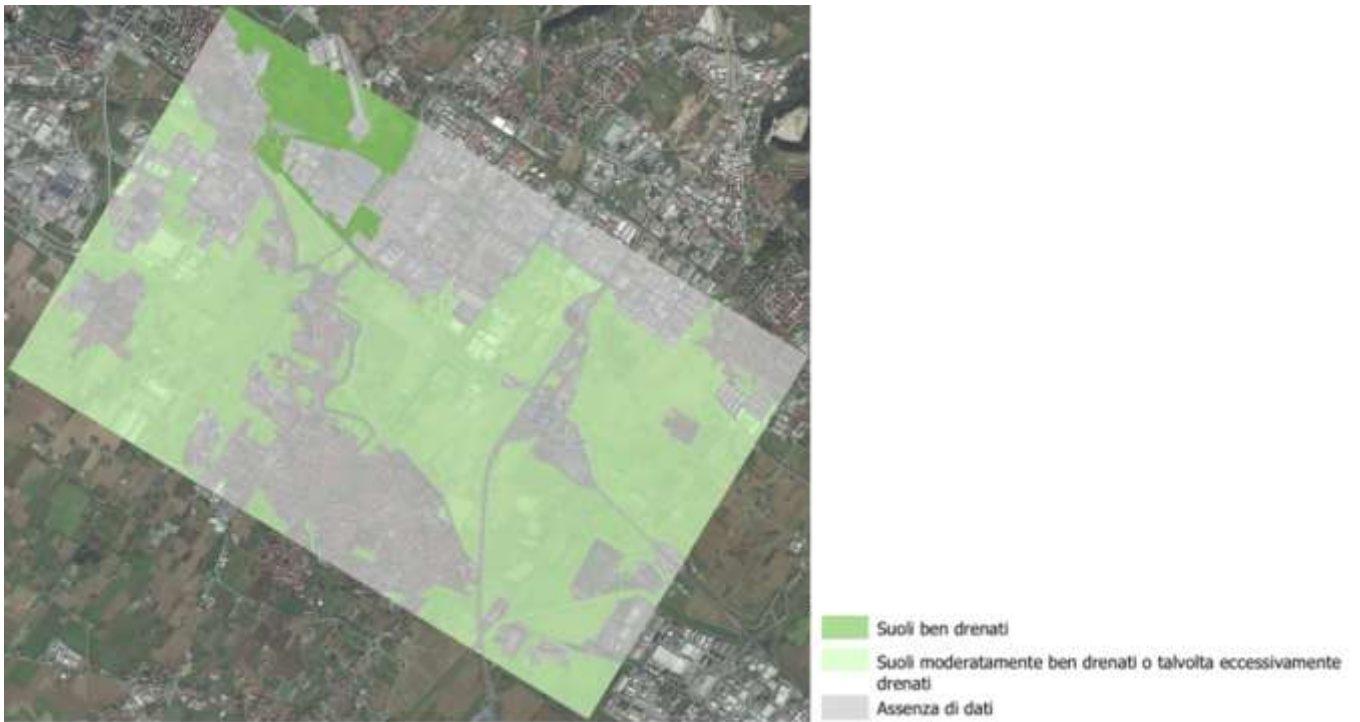 Suoli ben drenati
Suoli moderatamente ben drenati o talvolta eccessivamente
drenati
Assenza di dati